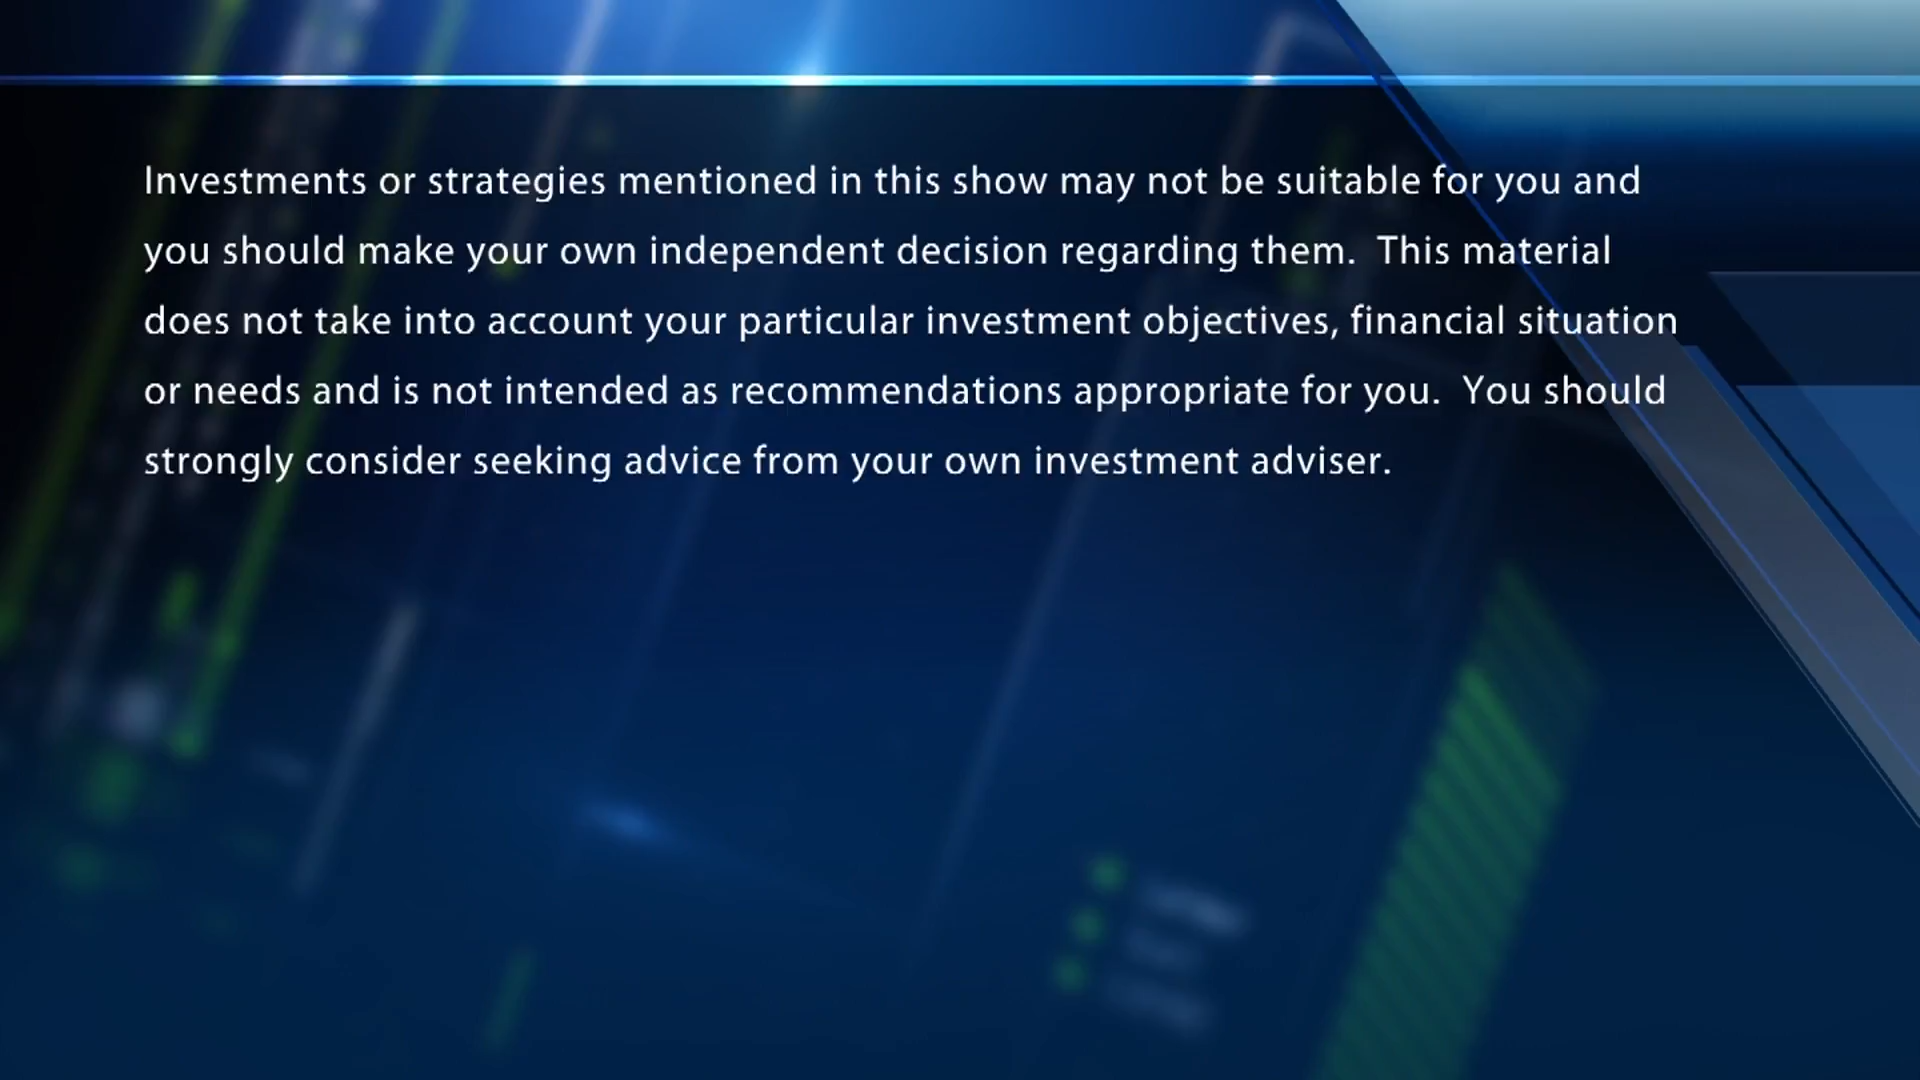 Investments or strategies mentioned in this show may not be suitable for you and
you should make your own independent decision regarding them.  This material
does not take into account your particular investment objectives, financial situation
or needs and is not intended as recommendations appropriate for you.  You should
strongly consider seeking advice from your own investment adviser.